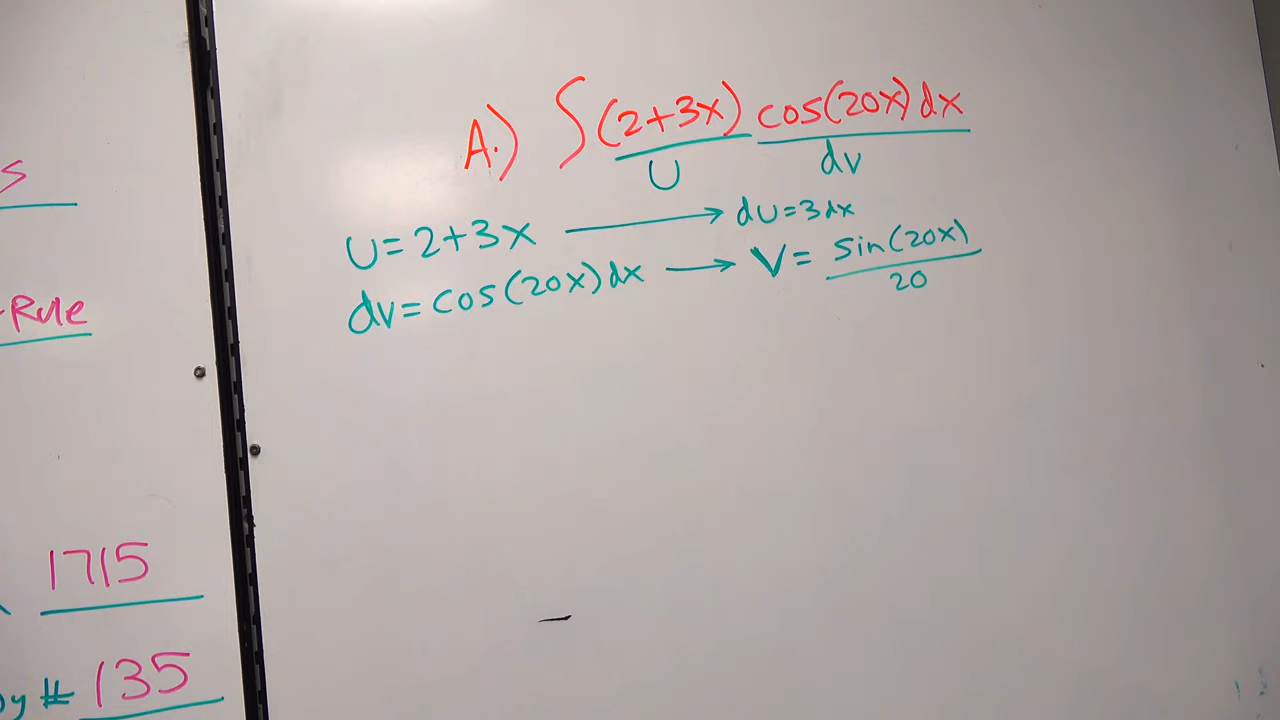 s
-Rule
1715
by # 135
A.) ∫(2+3x) cos(20x)dx
U dv
U=2+3x → dU=3dx
dv=cos(20x)dx → V= sin(20x)/20